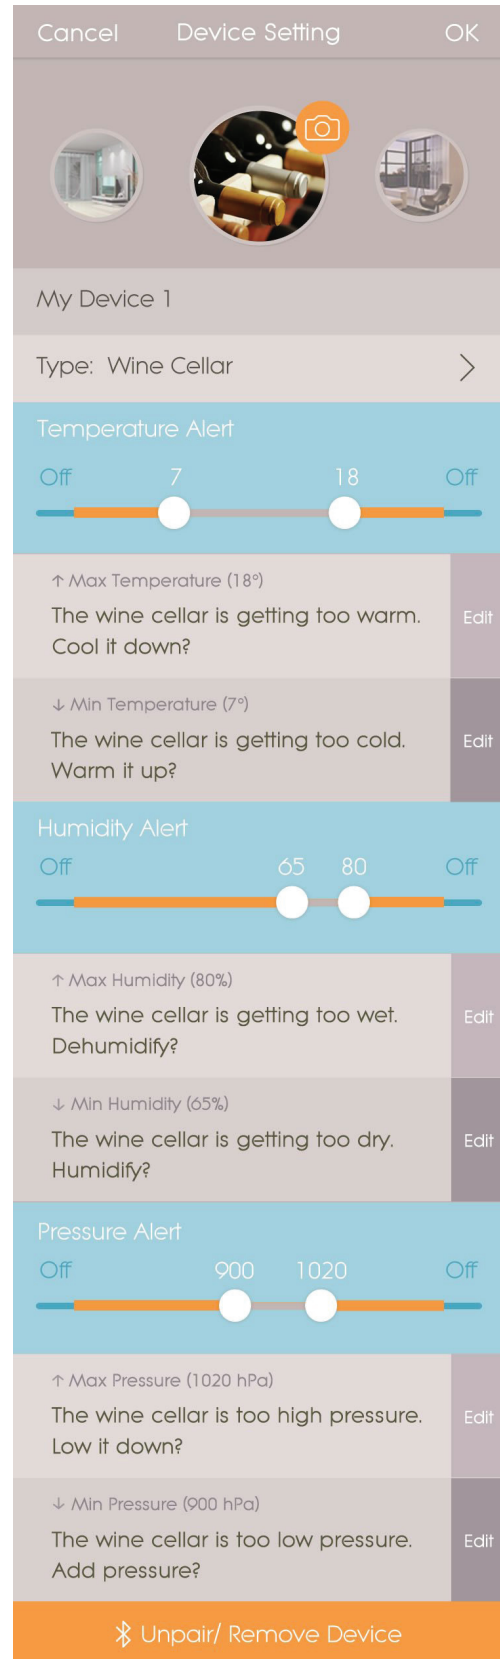 Cancel Device Setting OK
My Device 1
Type: Wine Cellar
Temperature Alert
Off 7 18 Off
↑ Max Temperature (18°)
The wine cellar is getting too warm.
Cool it down?
Edit
↓ Min Temperature (7°)
The wine cellar is getting too cold.
Warm it up?
Edit
Humidity Alert
Off 65 80 Off
↑ Max Humidity (80%)
The wine cellar is getting too wet.
Dehumidify?
Edit
↓ Min Humidity (65%)
The wine cellar is getting too dry.
Humidify?
Edit
Pressure Alert
Off 900 1020 Off
↑ Max Pressure (1020 hPa)
The wine cellar is too high pressure.
Low it down?
Edit
↓ Min Pressure (900 hPa)
The wine cellar is too low pressure.
Add pressure?
Edit
Unpair/ Remove Device